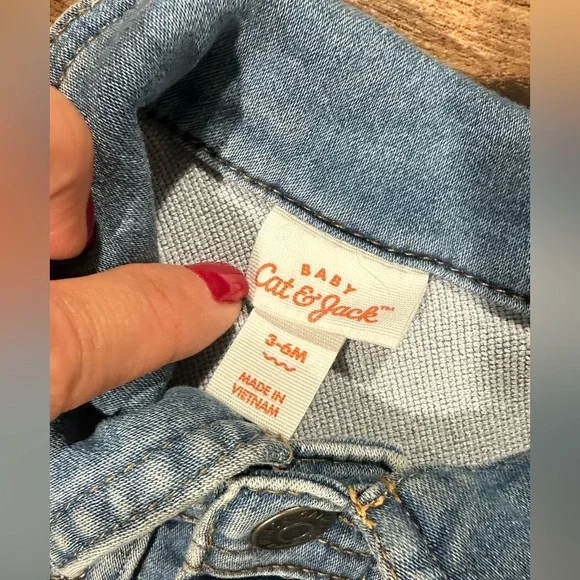 BABY
Cat & Jack™
3-6M
MADE IN
VIETNAM